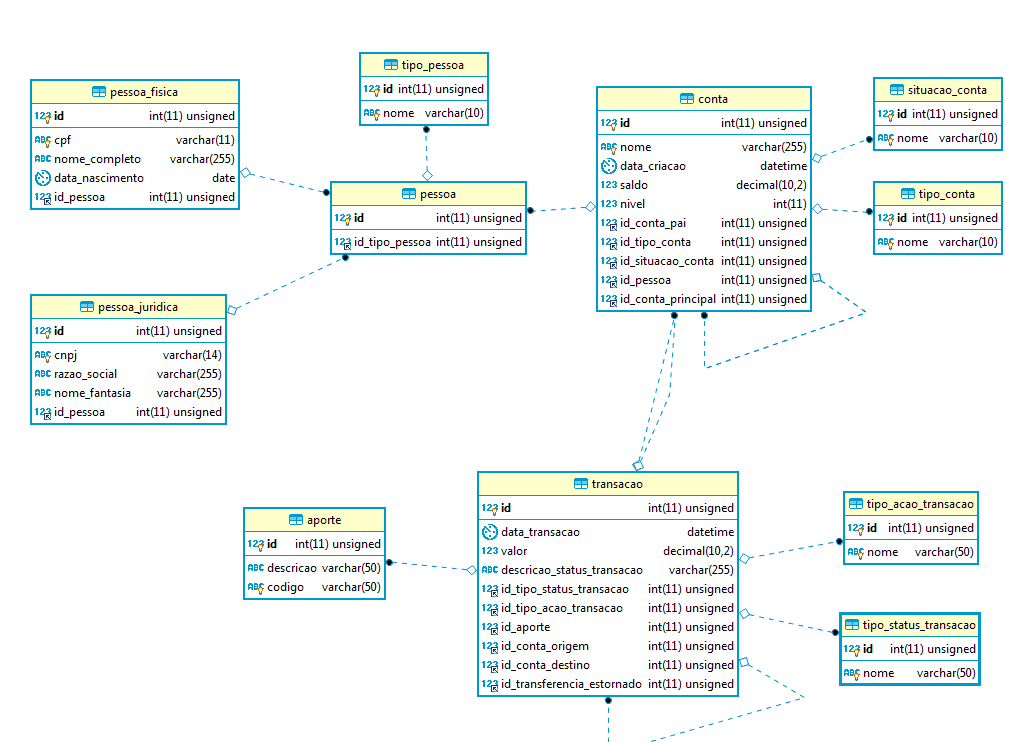 tipo_pessoa
123 id int(11) unsigned
ABC nome varchar(10)
pessoa_fisica
123 id int(11) unsigned
ABC cpf varchar(11)
ABC nome_completo varchar(255)
data_nascimento date
123 id_pessoa int(11) unsigned
conta
123 id int(11) unsigned
ABC nome varchar(255)
data_criacao datetime
123 saldo decimal(10,2)
123 nivel int(11)
123 id_conta_pai int(11) unsigned
123 id_tipo_conta int(11) unsigned
123 id_situacao_conta int(11) unsigned
123 id_pessoa int(11) unsigned
123 id_conta_principal int(11) unsigned
situacao_conta
123 id int(11) unsigned
ABC nome varchar(10)
pessoa
123 id int(11) unsigned
123 id_tipo_pessoa int(11) unsigned
tipo_conta
123 id int(11) unsigned
ABC nome varchar(10)
pessoa_juridica
123 id int(11) unsigned
ABC cnpj varchar(14)
ABC razao_social varchar(255)
ABC nome_fantasia varchar(255)
123 id_pessoa int(11) unsigned
transacao
123 id int(11) unsigned
data_transacao datetime
123 valor decimal(10,2)
ABC descricao_status_transacao varchar(255)
123 id_tipo_status_transacao int(11) unsigned
123 id_tipo_acao_transacao int(11) unsigned
123 id_aporte int(11) unsigned
123 id_conta_origem int(11) unsigned
123 id_conta_destino int(11) unsigned
123 id_transferencia_estornado int(11) unsigned
aporte
123 id int(11) unsigned
ABC descricao varchar(50)
ABC codigo varchar(50)
tipo_acao_transacao
123 id int(11) unsigned
ABC nome varchar(50)
tipo_status_transacao
123 id int(11) unsigned
ABC nome varchar(50)